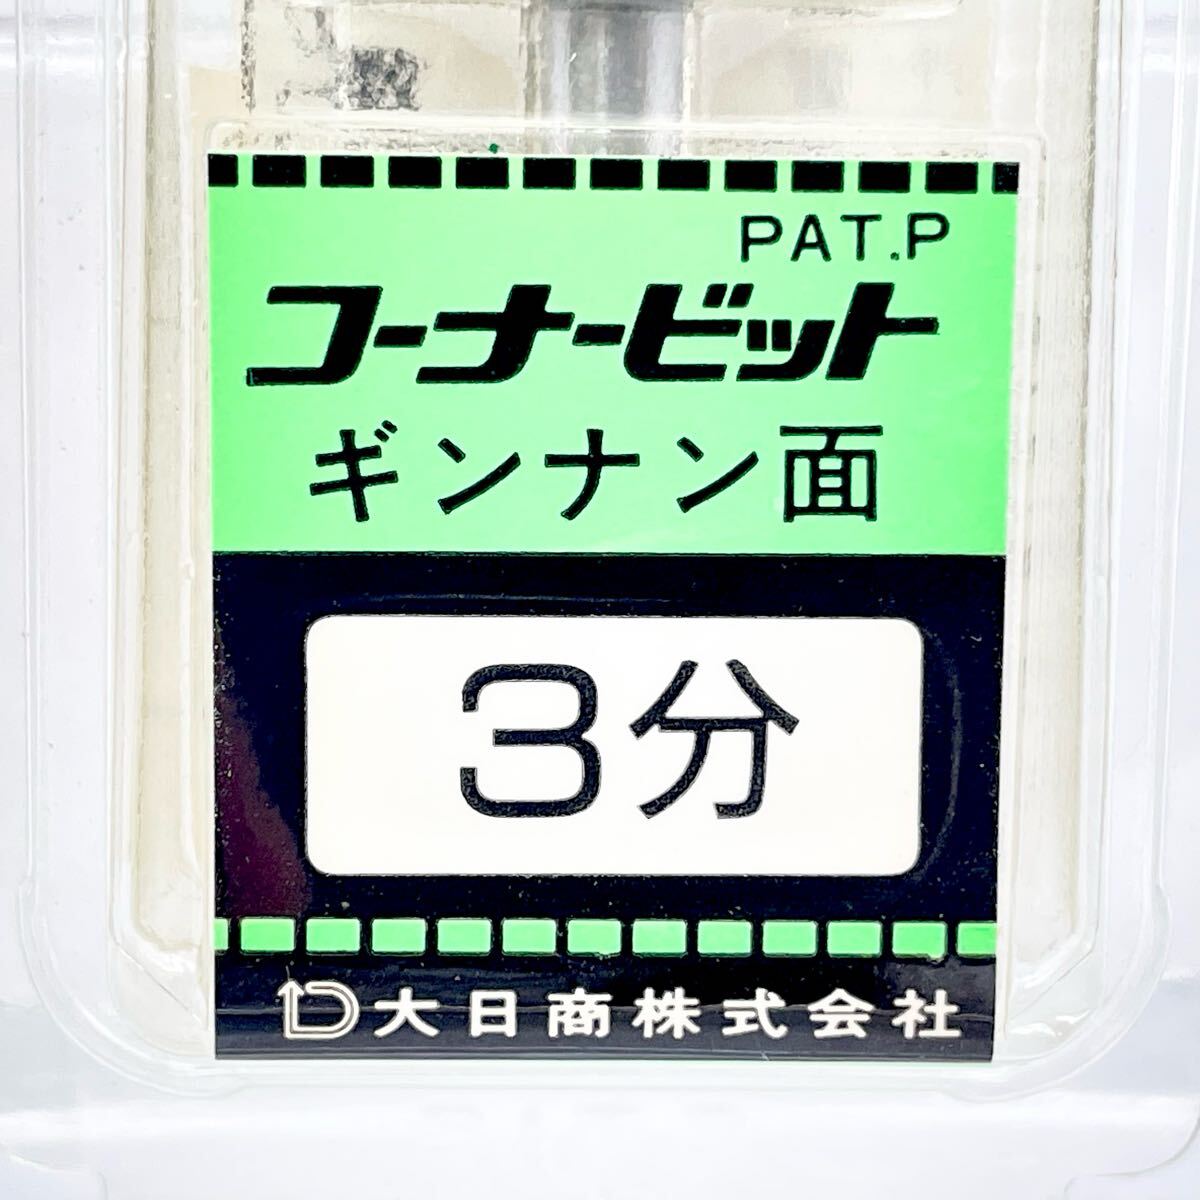 PAT.P
コーナービット
ギンナン面
3分
大日商株式会社